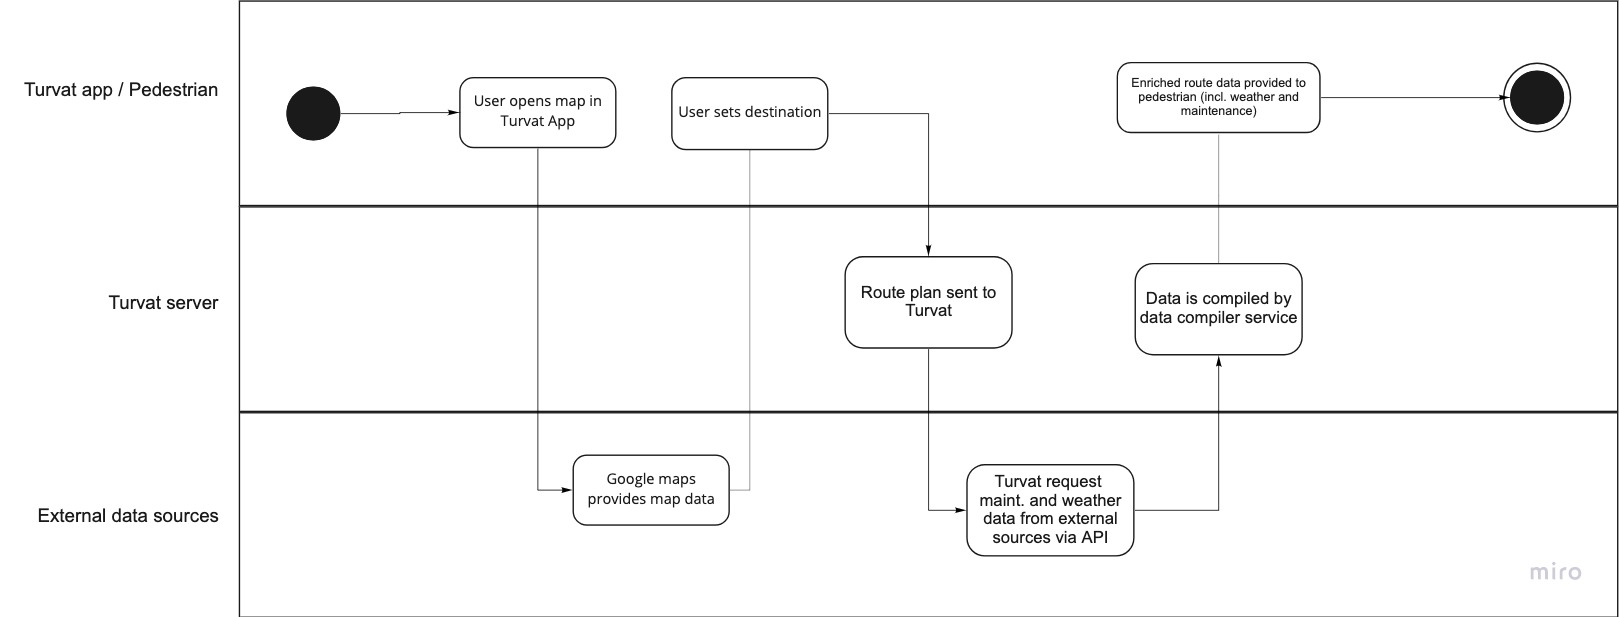 Turvat app / Pedestrian
User opens map in
Turvat App
User sets destination
Enriched route data provided to
pedestrian (incl. weather and
maintenance)
Turvat server
Route plan sent to
Turvat
Data is compiled by
data compiler service
External data sources
Google maps
provides map data
Turvat request
maint. and weather
data from external
sources via API
miro